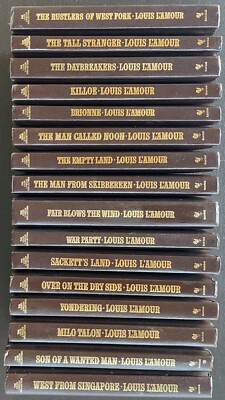 THE RUSTLERS OF WEST FORK · LOUIS L'AMOUR
THE TALL STRANGER · LOUIS L'AMOUR
THE DAYBREAKERS · LOUIS L'AMOUR
KILLOE · LOUIS L'AMOUR
BRIONNE · LOUIS L'AMOUR
THE MAN CALLED NOON · LOUIS L'AMOUR
THE EMPTY LAND · LOUIS L'AMOUR
THE MAN FROM SKIBBEREEN · LOUIS L'AMOUR
FAIR BLOWS THE WIND · LOUIS L'AMOUR
WAR PARTY · LOUIS L'AMOUR
SACKETT'S LAND · LOUIS L'AMOUR
OVER ON THE DRY SIDE · LOUIS L'AMOUR
YONDERING · LOUIS L'AMOUR
MILO TALON · LOUIS L'AMOUR
SON OF A WANTED MAN · LOUIS L'AMOUR
WEST FROM SINGAPORE · LOUIS L'AMOUR